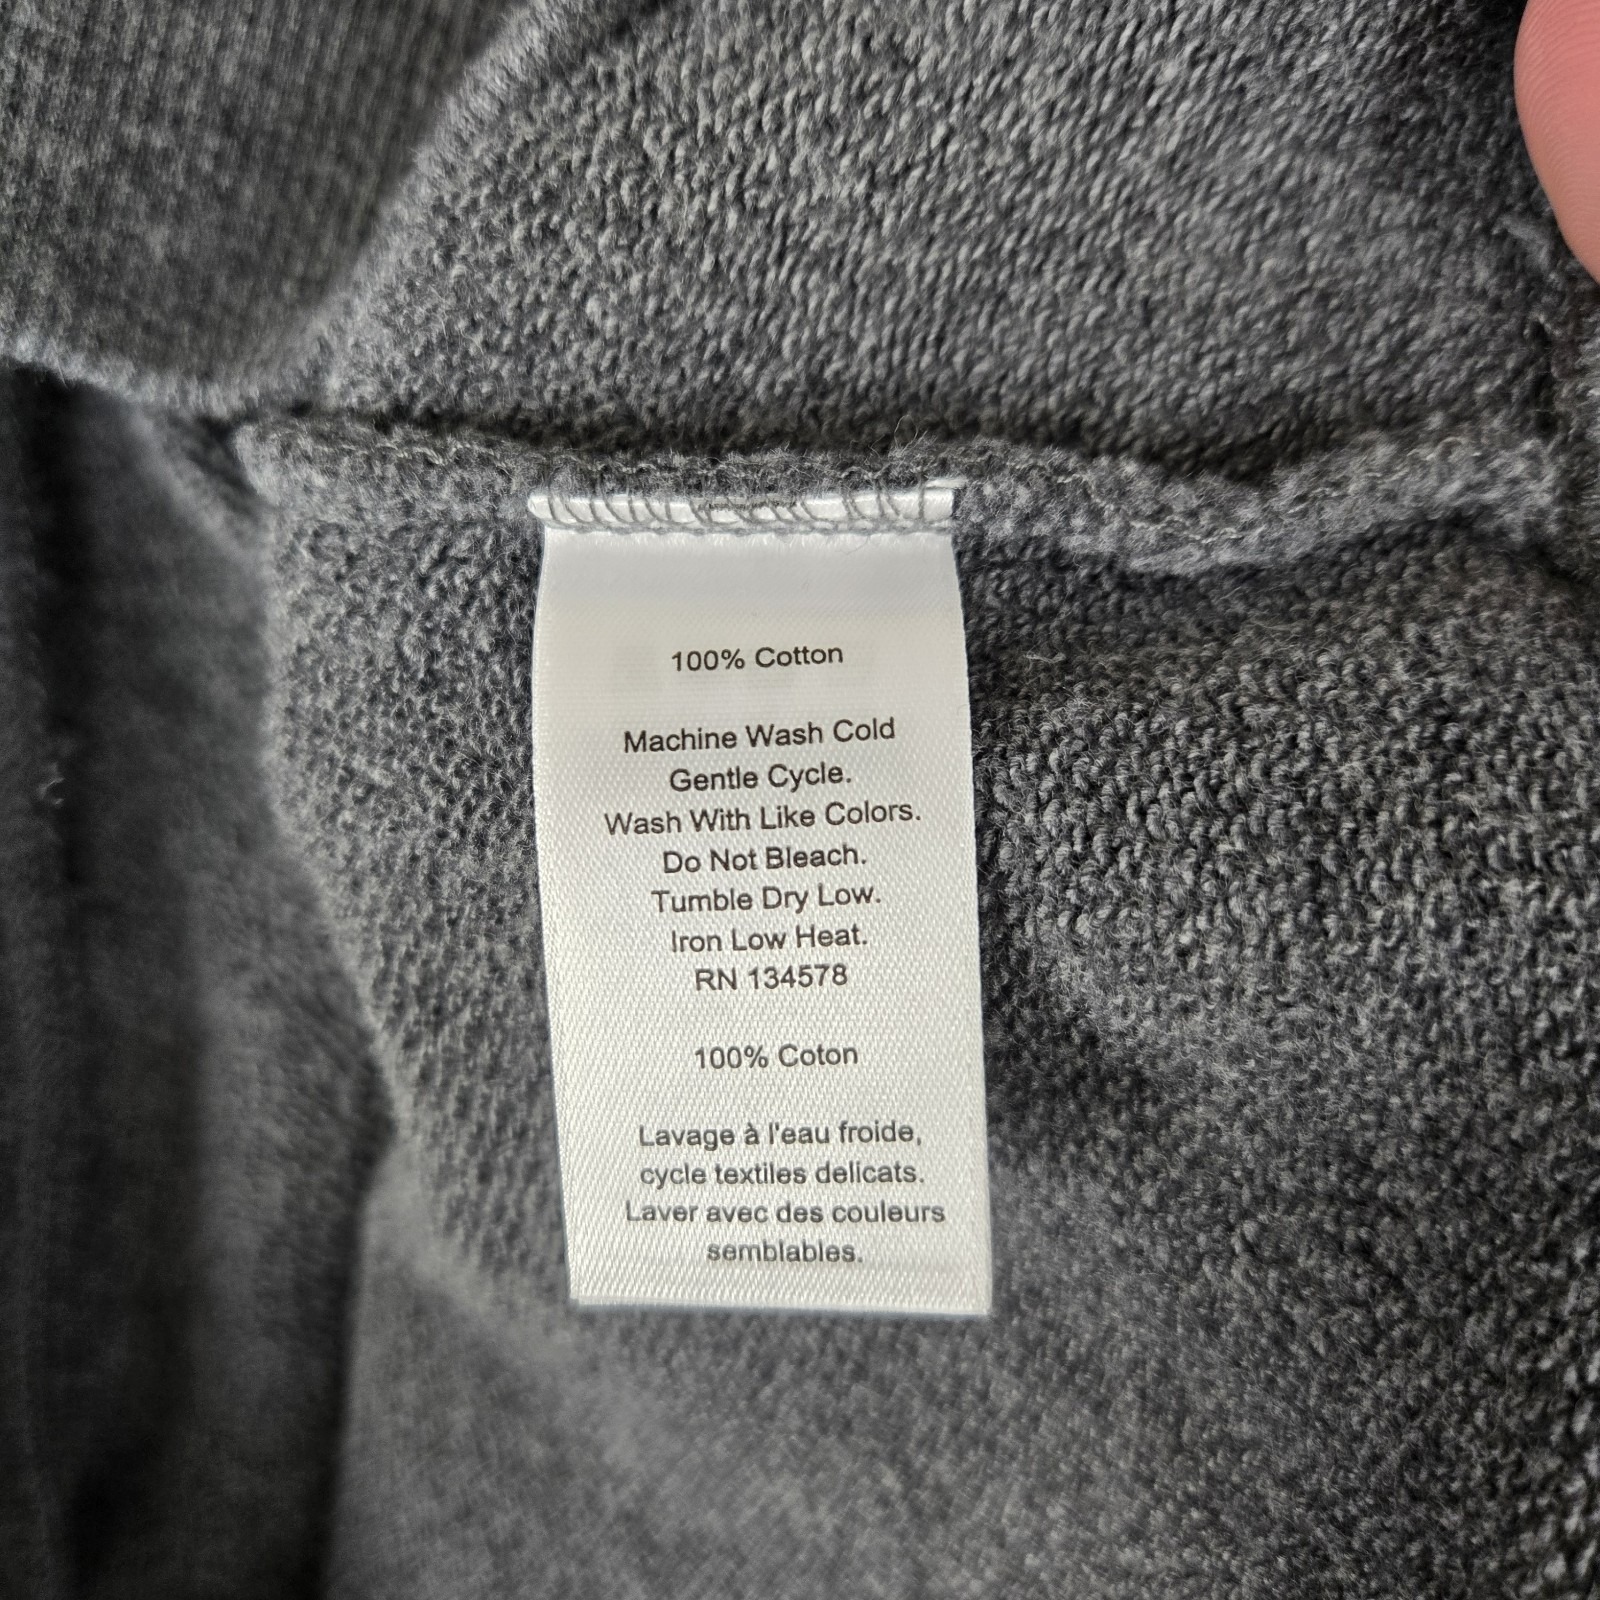 100% Cotton
Machine Wash Cold
Gentle Cycle.
Wash With Like Colors.
Do Not Bleach.
Tumble Dry Low.
Iron Low Heat.
RN 134578
100% Coton
Lavage à l'eau froide,
cycle textiles delicats.
Laver avec des couleurs
semblables.